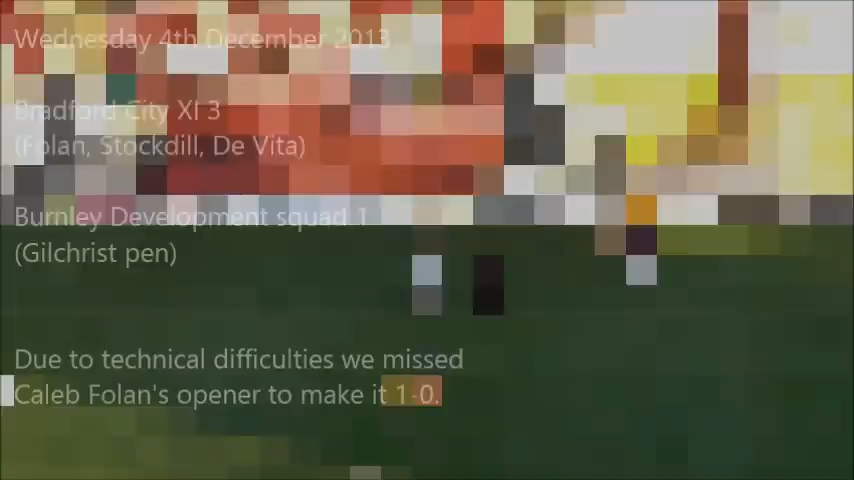 Wednesday 4th December 2013
Bradford City XI 3
(Folan, Stockdill, De Vita)
Burnley Development squad 1
(Gilchrist pen)
Due to technical difficulties we missed
Caleb Folan's opener to make it 1-0.